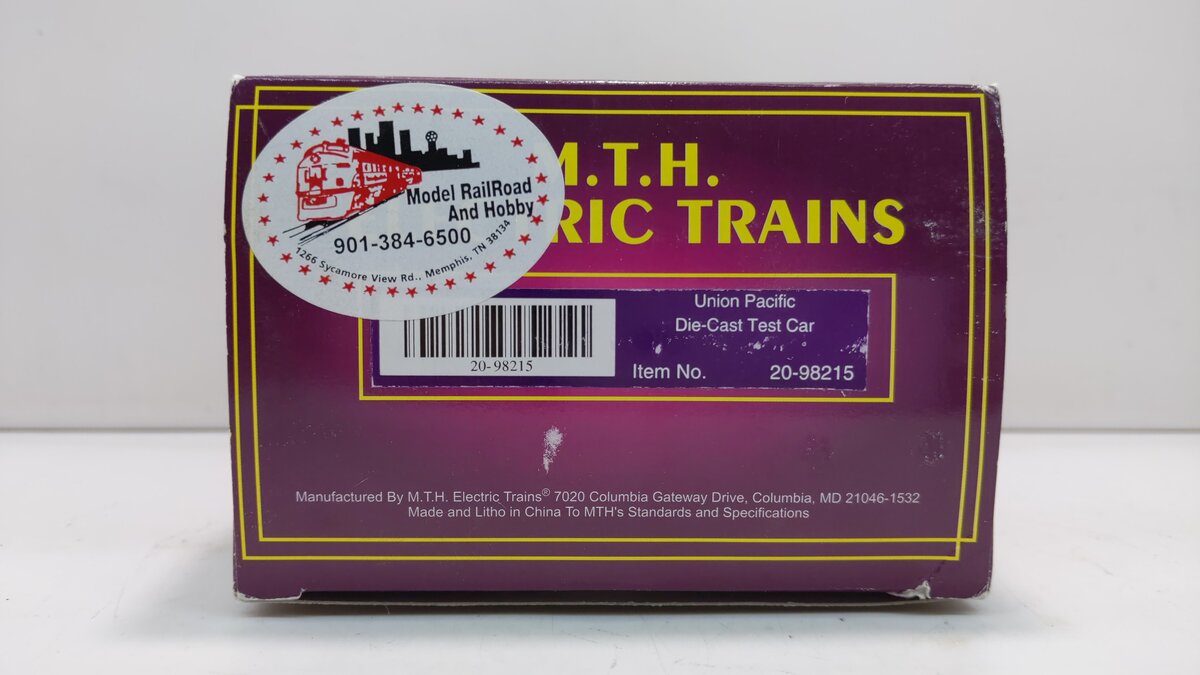 Model RailRoad
And Hobby
901-384-6500
1266 Sycamore View Rd., Memphis, TN 38134
M.T.H.
RIC TRAINS
20-98215
Union Pacific
Die-Cast Test Car
Item No. 20-98215
Manufactured By M.T.H. Electric Trains® 7020 Columbia Gateway Drive, Columbia, MD 21046-1532
Made and Litho in China To MTH's Standards and Specifications